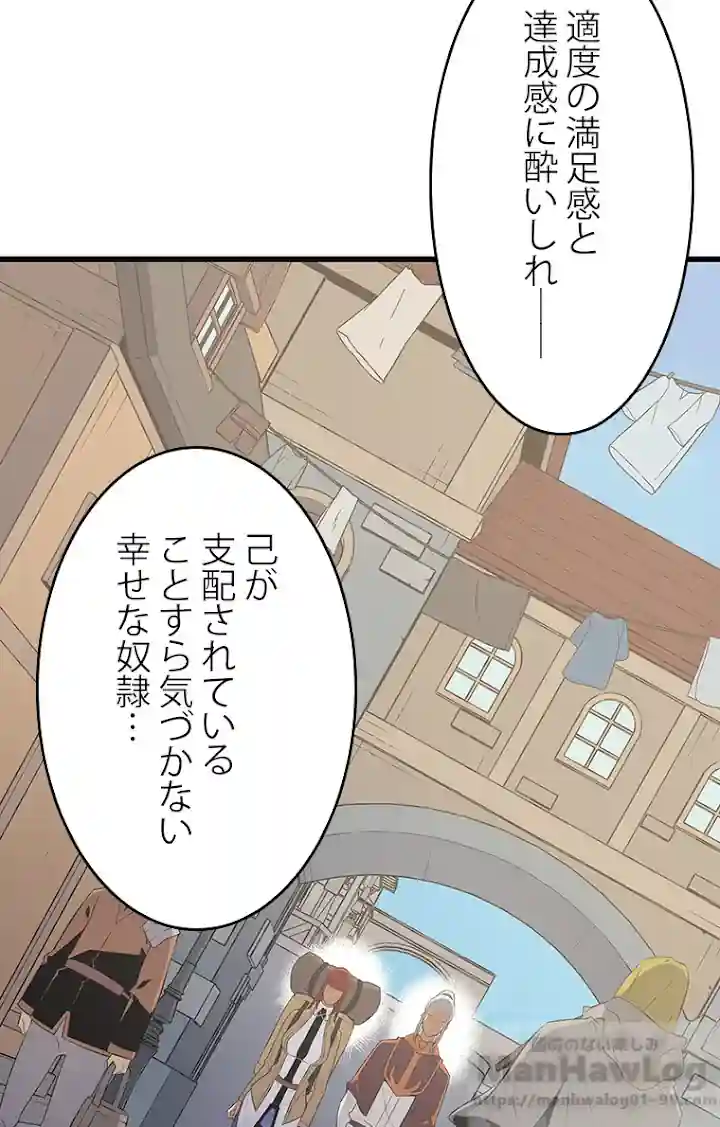 適度の満足感と
達成感に酔いしれ──
己が
支配されている
ことすら気づかない
幸せな奴隷…
ManHawLog